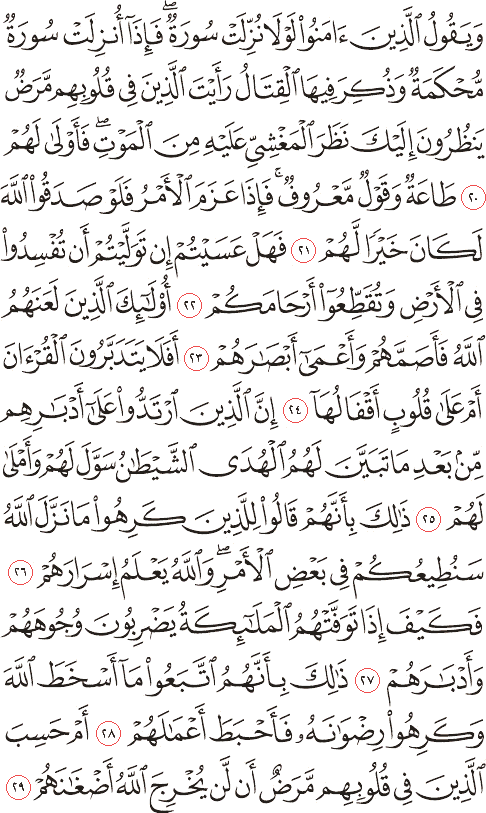 وَيَقُولُ ٱلَّذِينَ ءَامَنُوا۟ لَوْلَا نُزِّلَتْ سُورَةٌ ۖ فَإِذَآ أُنزِلَتْ سُورَةٌ
مُّحْكَمَةٌ وَذُكِرَ فِيهَا ٱلْقِتَالُ رَأَيْتَ ٱلَّذِينَ فِى قُلُوبِهِم مَّرَضٌ
يَنظُرُونَ إِلَيْكَ نَظَرَ ٱلْمَغْشِىِّ عَلَيْهِ مِنَ ٱلْمَوْتِ ۖ فَأَوْلَىٰ لَهُمْ
٢٠ طَاعَةٌ وَقَوْلٌ مَّعْرُوفٌ ۚ فَإِذَا عَزَمَ ٱلْأَمْرُ فَلَوْ صَدَقُوا۟ ٱللَّهَ
لَكَانَ خَيْرًا لَّهُمْ ٢١ فَهَلْ عَسَيْتُمْ إِن تَوَلَّيْتُمْ أَن تُفْسِدُوا۟
فِى ٱلْأَرْضِ وَتُقَطِّعُوٓا۟ أَرْحَامَكُمْ ٢٢ أُو۟لَٰٓئِكَ ٱلَّذِينَ لَعَنَهُمُ
ٱللَّهُ فَأَصَمَّهُمْ وَأَعْمَىٰٓ أَبْصَٰرَهُمْ ٢٣ أَفَلَا يَتَدَبَّرُونَ ٱلْقُرْءَانَ
أَمْ عَلَىٰ قُلُوبٍ أَقْفَالُهَآ ٢٤ إِنَّ ٱلَّذِينَ ٱرْتَدُّوا۟ عَلَىٰٓ أَدْبَٰرِهِم
مِّنۢ بَعْدِ مَا تَبَيَّنَ لَهُمُ ٱلْهُدَى ٱلشَّيْطَٰنُ سَوَّلَ لَهُمْ وَأَمْلَىٰ
لَهُمْ ٢٥ ذَٰلِكَ بِأَنَّهُمْ قَالُوا۟ لِلَّذِينَ كَرِهُوا۟ مَا نَزَّلَ ٱللَّهُ
سَنُطِيعُكُمْ فِى بَعْضِ ٱلْأَمْرِ ۖ وَٱللَّهُ يَعْلَمُ إِسْرَارَهُمْ ٢٦
فَكَيْفَ إِذَا تَوَفَّتْهُمُ ٱلْمَلَٰٓئِكَةُ يَضْرِبُونَ وُجُوهَهُمْ
وَأَدْبَٰرَهُمْ ٢٧ ذَٰلِكَ بِأَنَّهُمُ ٱتَّبَعُوا۟ مَآ أَسْخَطَ ٱللَّهَ
وَكَرِهُوا۟ رِضْوَٰنَهُۥ فَأَحْبَطَ أَعْمَٰلَهُمْ ٢٨ أَمْ حَسِبَ
ٱلَّذِينَ فِى قُلُوبِهِم مَّرَضٌ أَن لَّن يُخْرِجَ ٱللَّهُ أَضْغَٰنَهُمْ ٢٩